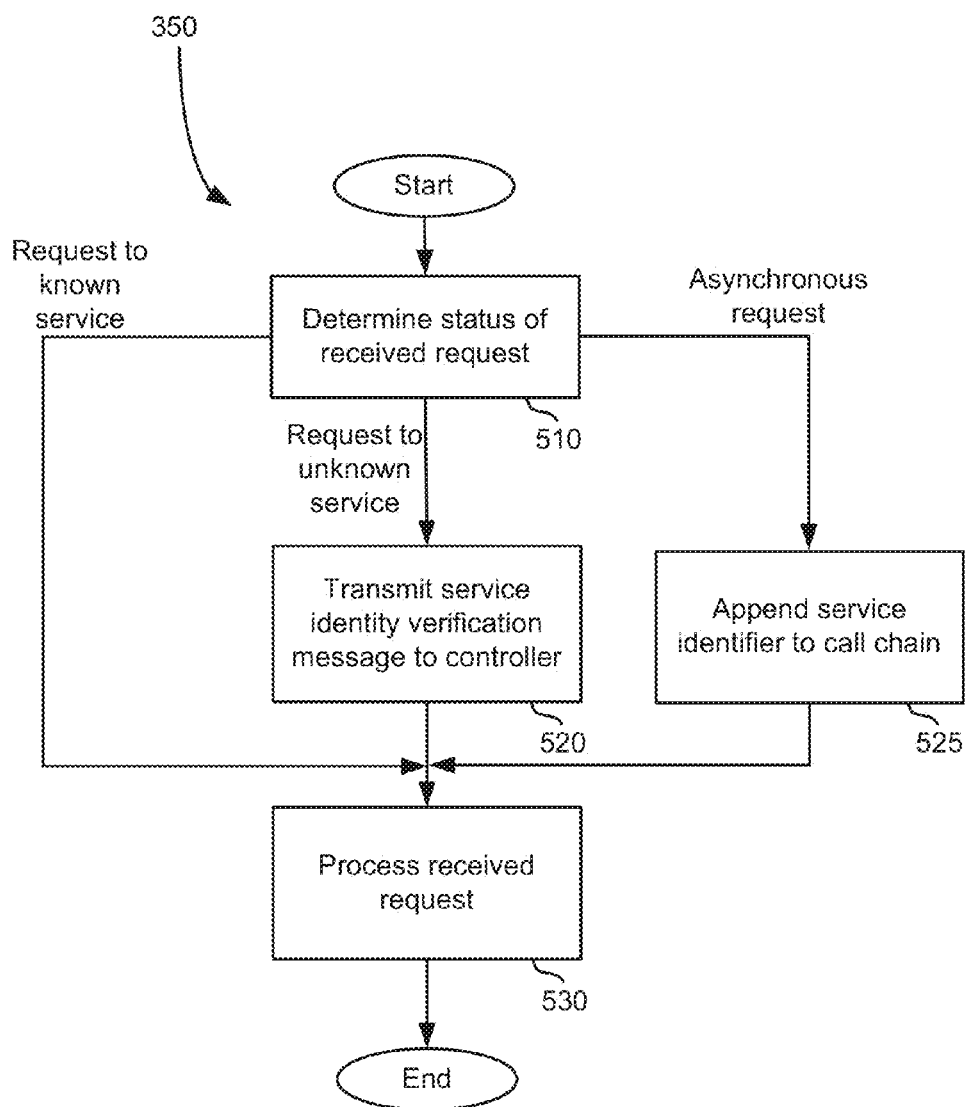 350
Start
Request to
known
service
Asynchronous
request
Determine status of
received request
510
Request to
unknown
service
Transmit service
identity verification
message to controller
520
Append service
identifier to call chain
525
Process received
request
530
End